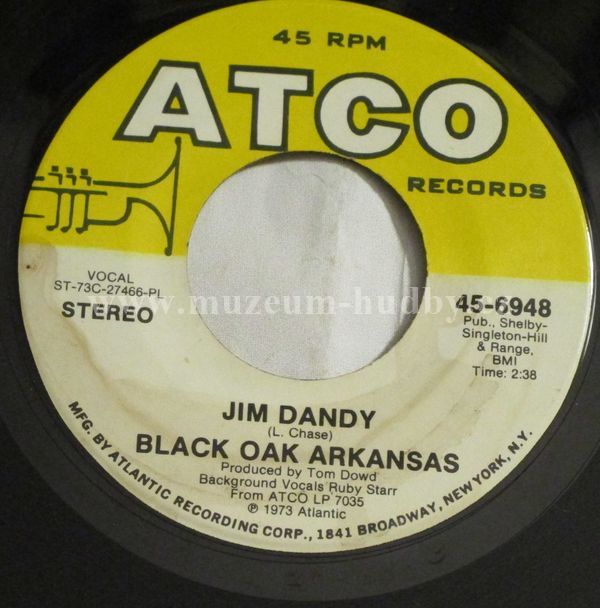 45 RPM
ATCO
RECORDS
VOCAL
ST-73C-27466-PL
STEREO
www.muzeum-hudby.cz
45-6948
Pub., Shelby-
Singleton-Hill
& Range,
BMI
Time: 2:38
JIM DANDY
(L. Chase)
BLACK OAK ARKANSAS
Produced by Tom Dowd
Background Vocals Ruby Starr
From ATCO LP 7035
℗ 1973 Atlantic
MFG. BY ATLANTIC RECORDING CORP., 1841 BROADWAY, NEW YORK, N.Y.